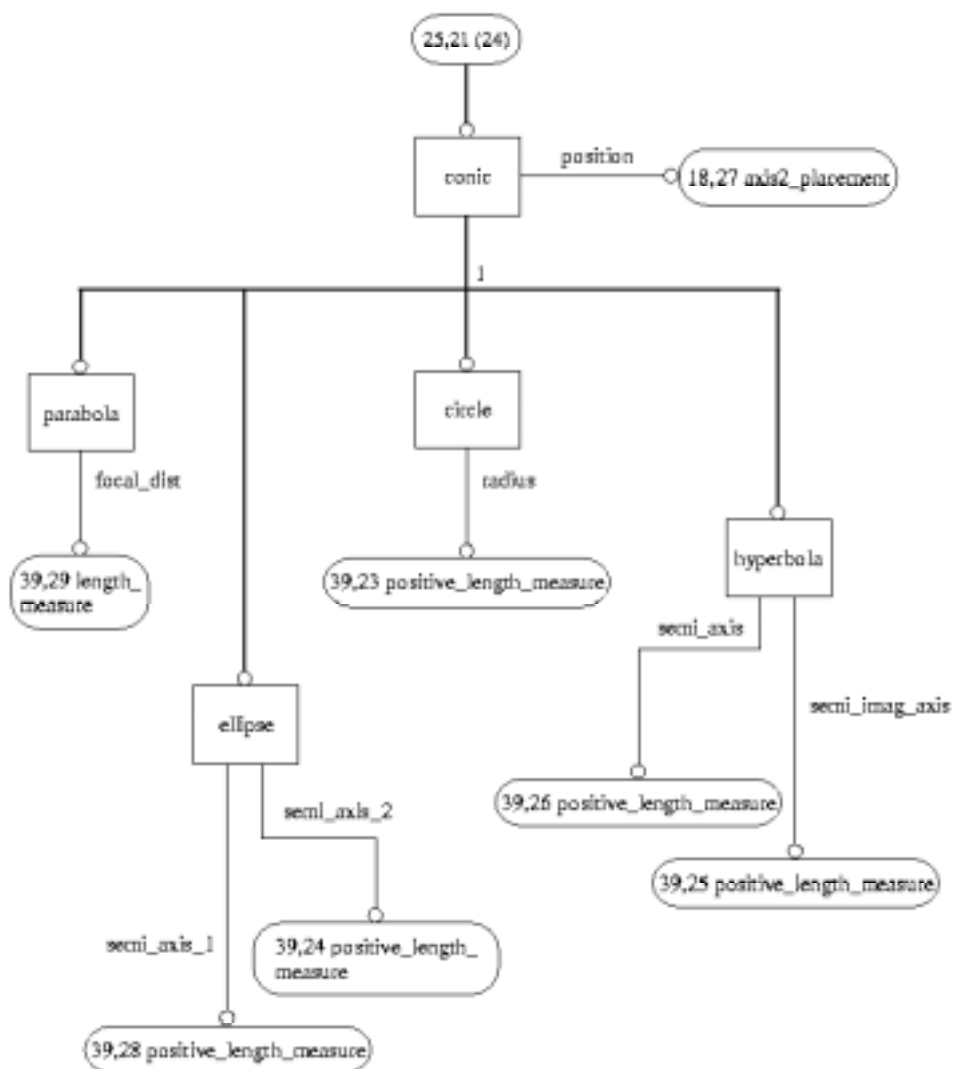 25,21 (24)
conic
position
18,27 axis2_placement
1
parabola
circle
focal_dist
radius
hyperbola
39,29 length_
measure
39,23 positive_length_measure
semi_axis
ellipse
semi_imag_axis
39,26 positive_length_measure
semi_axis_2
39,25 positive_length_measure
semi_axis_1
39,24 positive_length_
measure
39,28 positive_length_measure